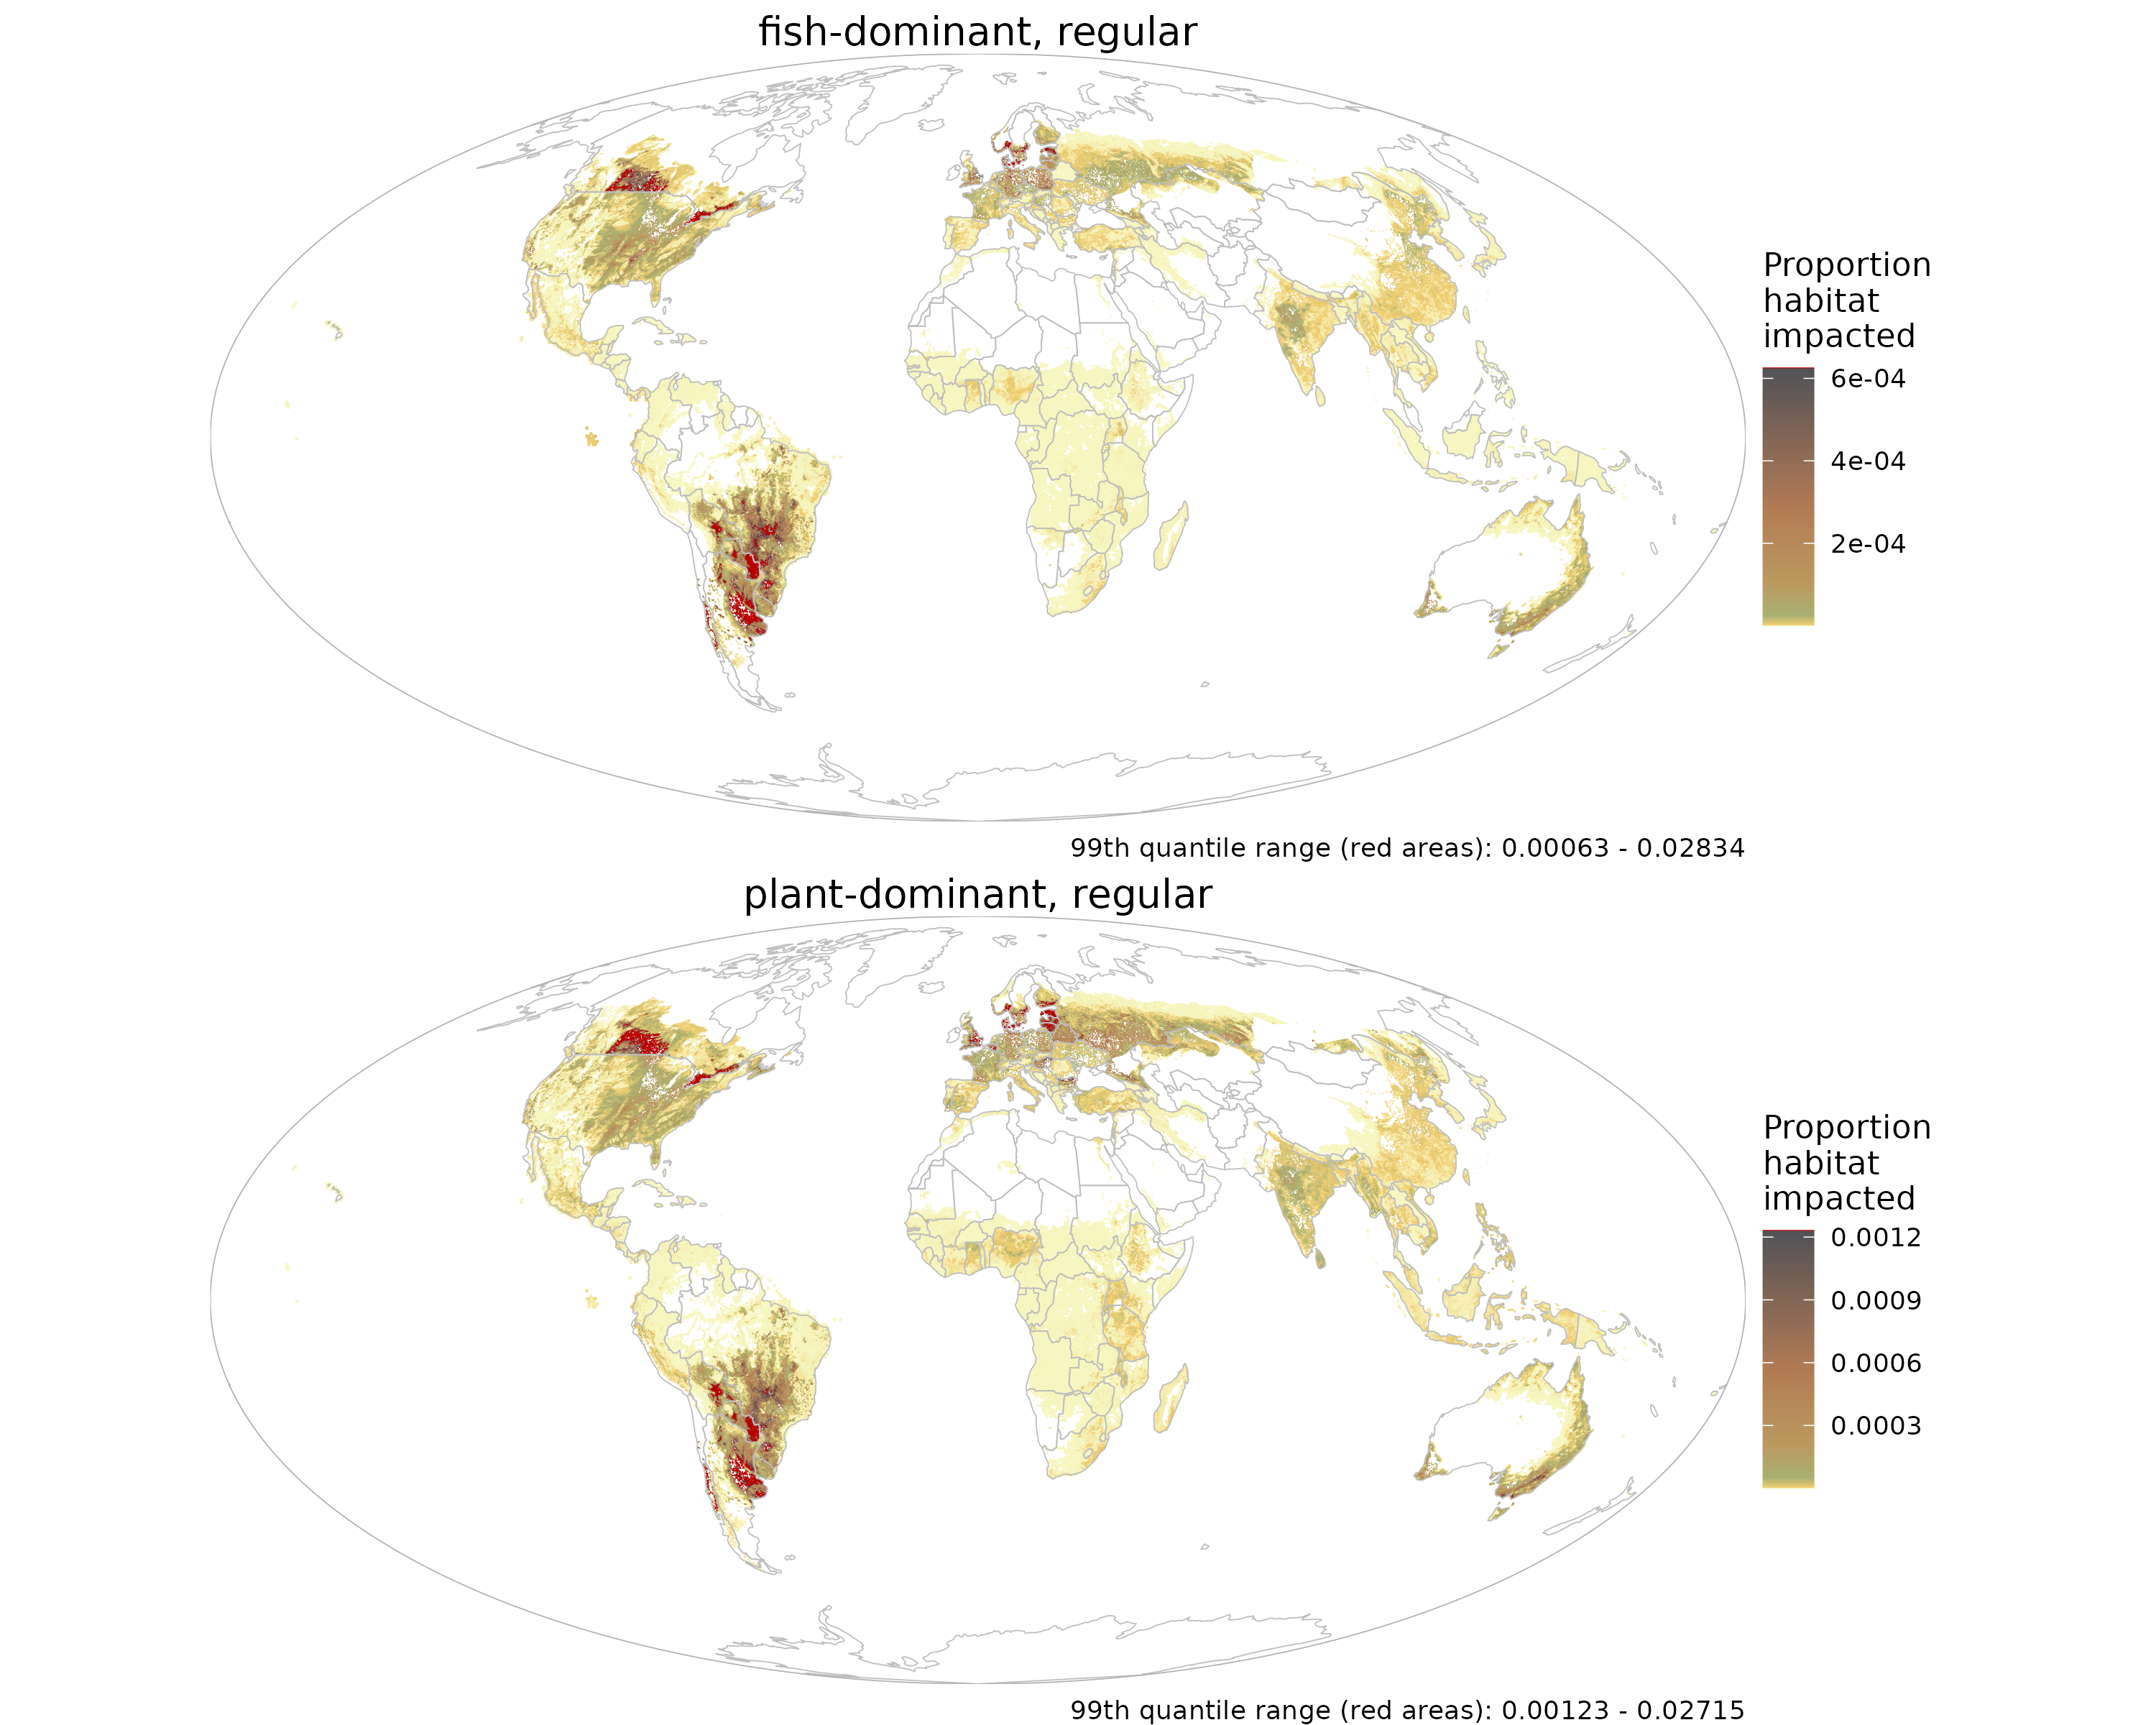 fish-dominant, regular
Proportion
habitat
impacted
6e-04
4e-04
2e-04
99th quantile range (red areas): 0.00063 - 0.02834
plant-dominant, regular
Proportion
habitat
impacted
0.0012
0.0009
0.0006
0.0003
99th quantile range (red areas): 0.00123 - 0.02715